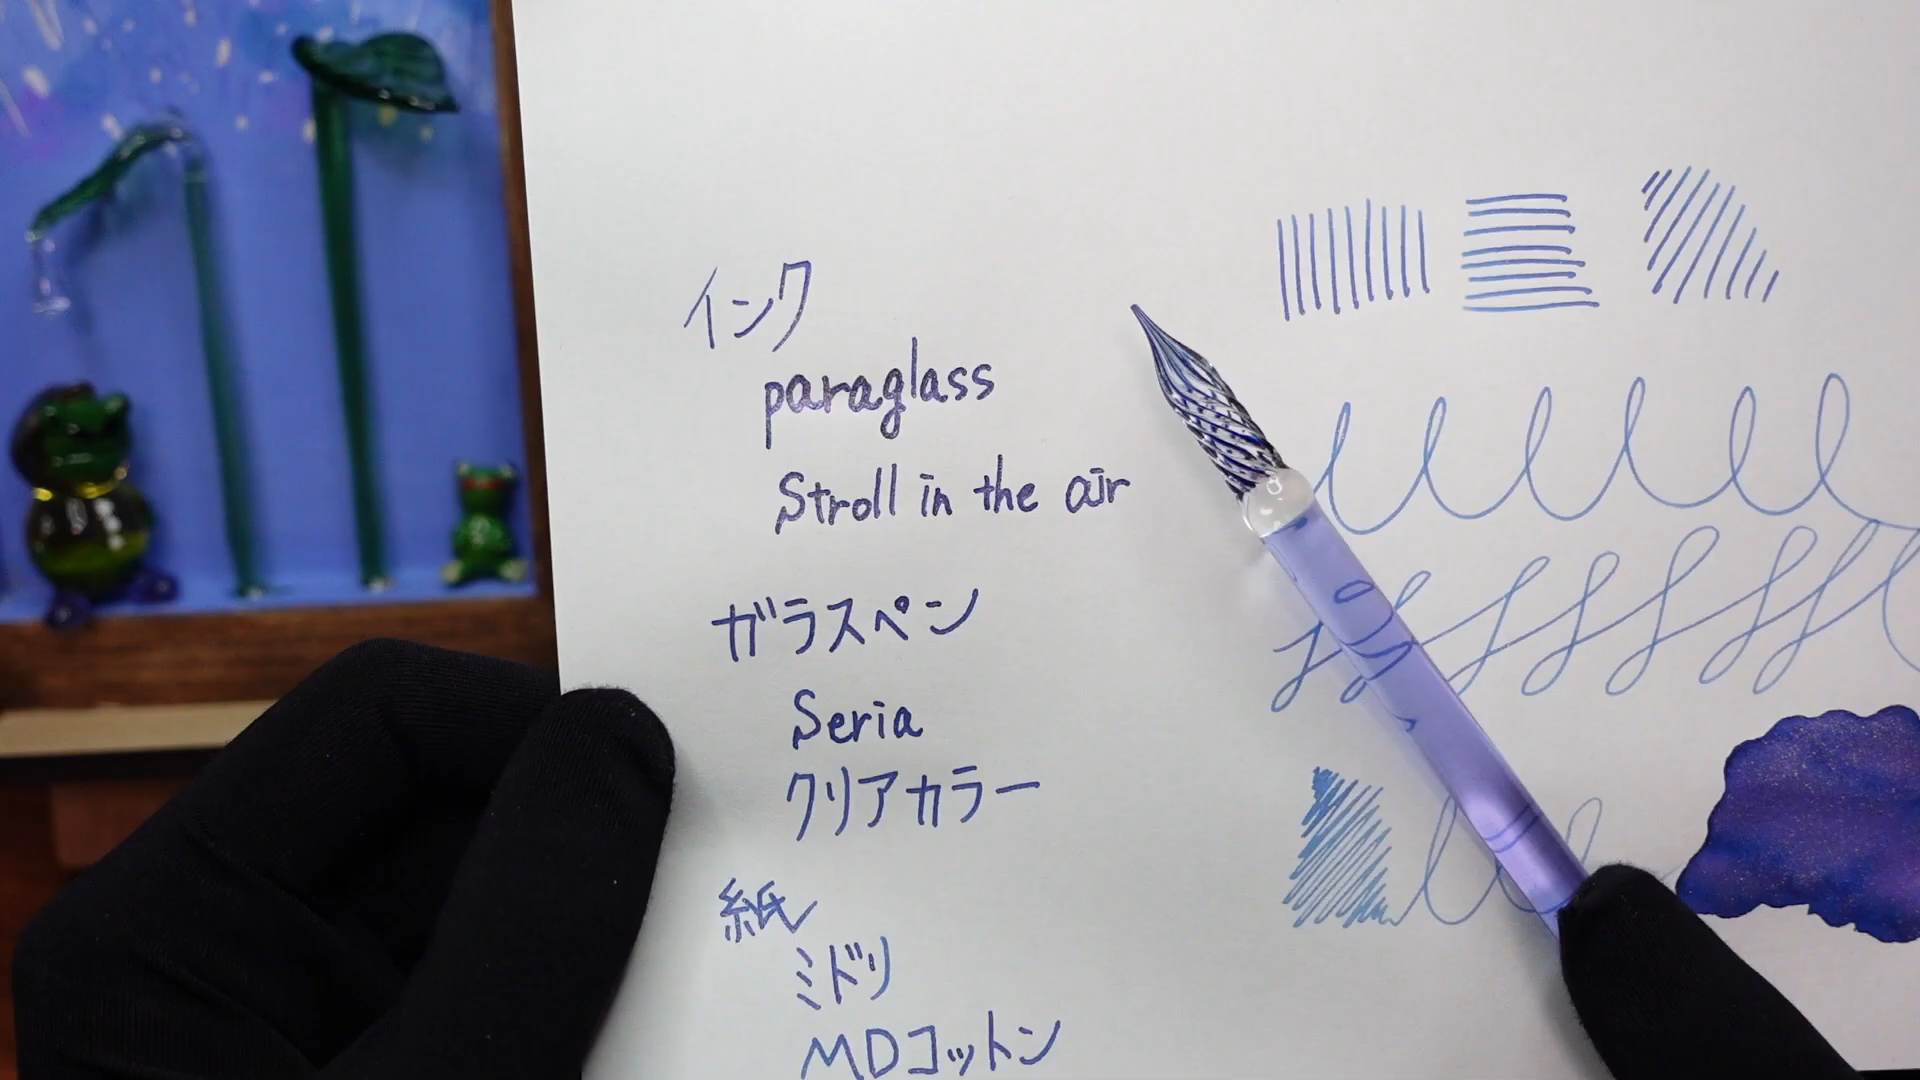 インク
paraglass
Stroll in the air
ガラスペン
Seria
クリアカラー
紙
ミドリ
MDコットン